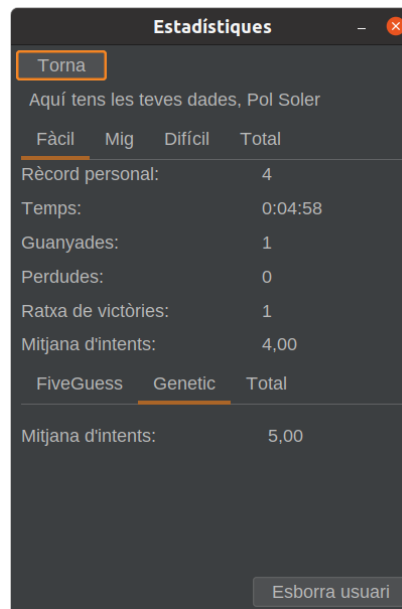 Estadístiques
Torna
Aquí tens les teves dades, Pol Soler
Fàcil Mig Difícil Total
Rècord personal: 4
Temps: 0:04:58
Guanyades: 1
Perdudes: 0
Ratxa de victòries: 1
Mitjana d'intents: 4,00
FiveGuess Genetic Total
Mitjana d'intents: 5,00
Esborra usuari